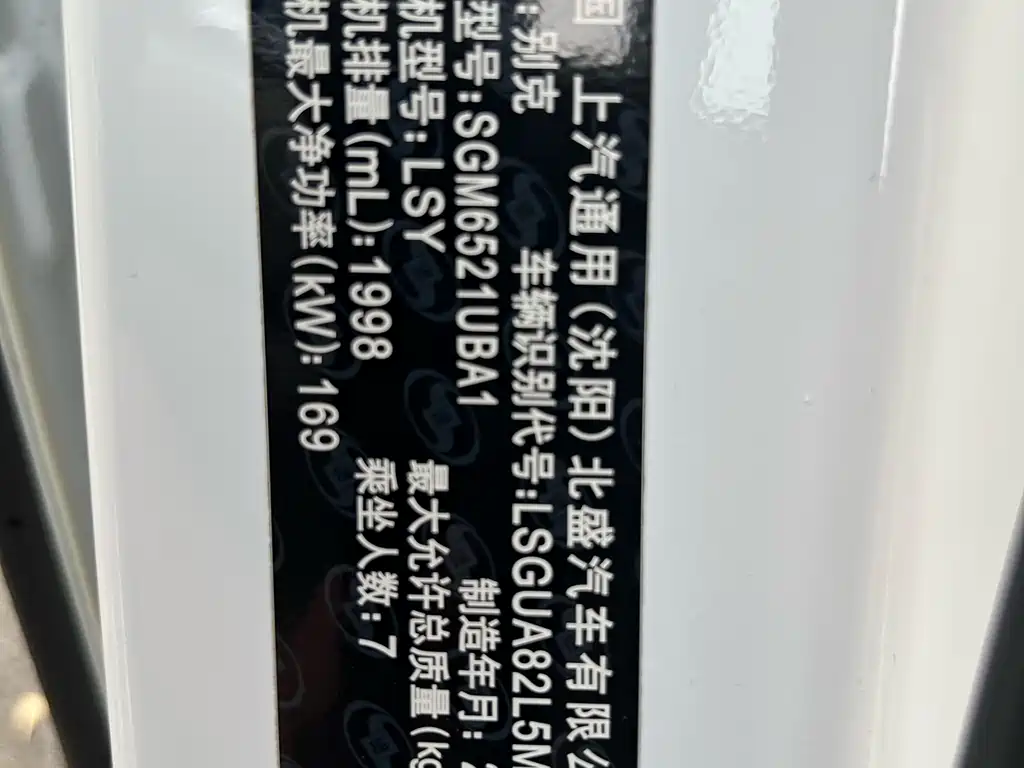 国 上汽通用(沈阳)北盛汽车有限公
:别克 车辆识别代号:LSGUA82L5M
型号:SGM6521UBA1 制造年月:2
机型号:LSY 最大允许总质量(kg
机排量(mL):1998 乘坐人数:7
机最大净功率(kW):169